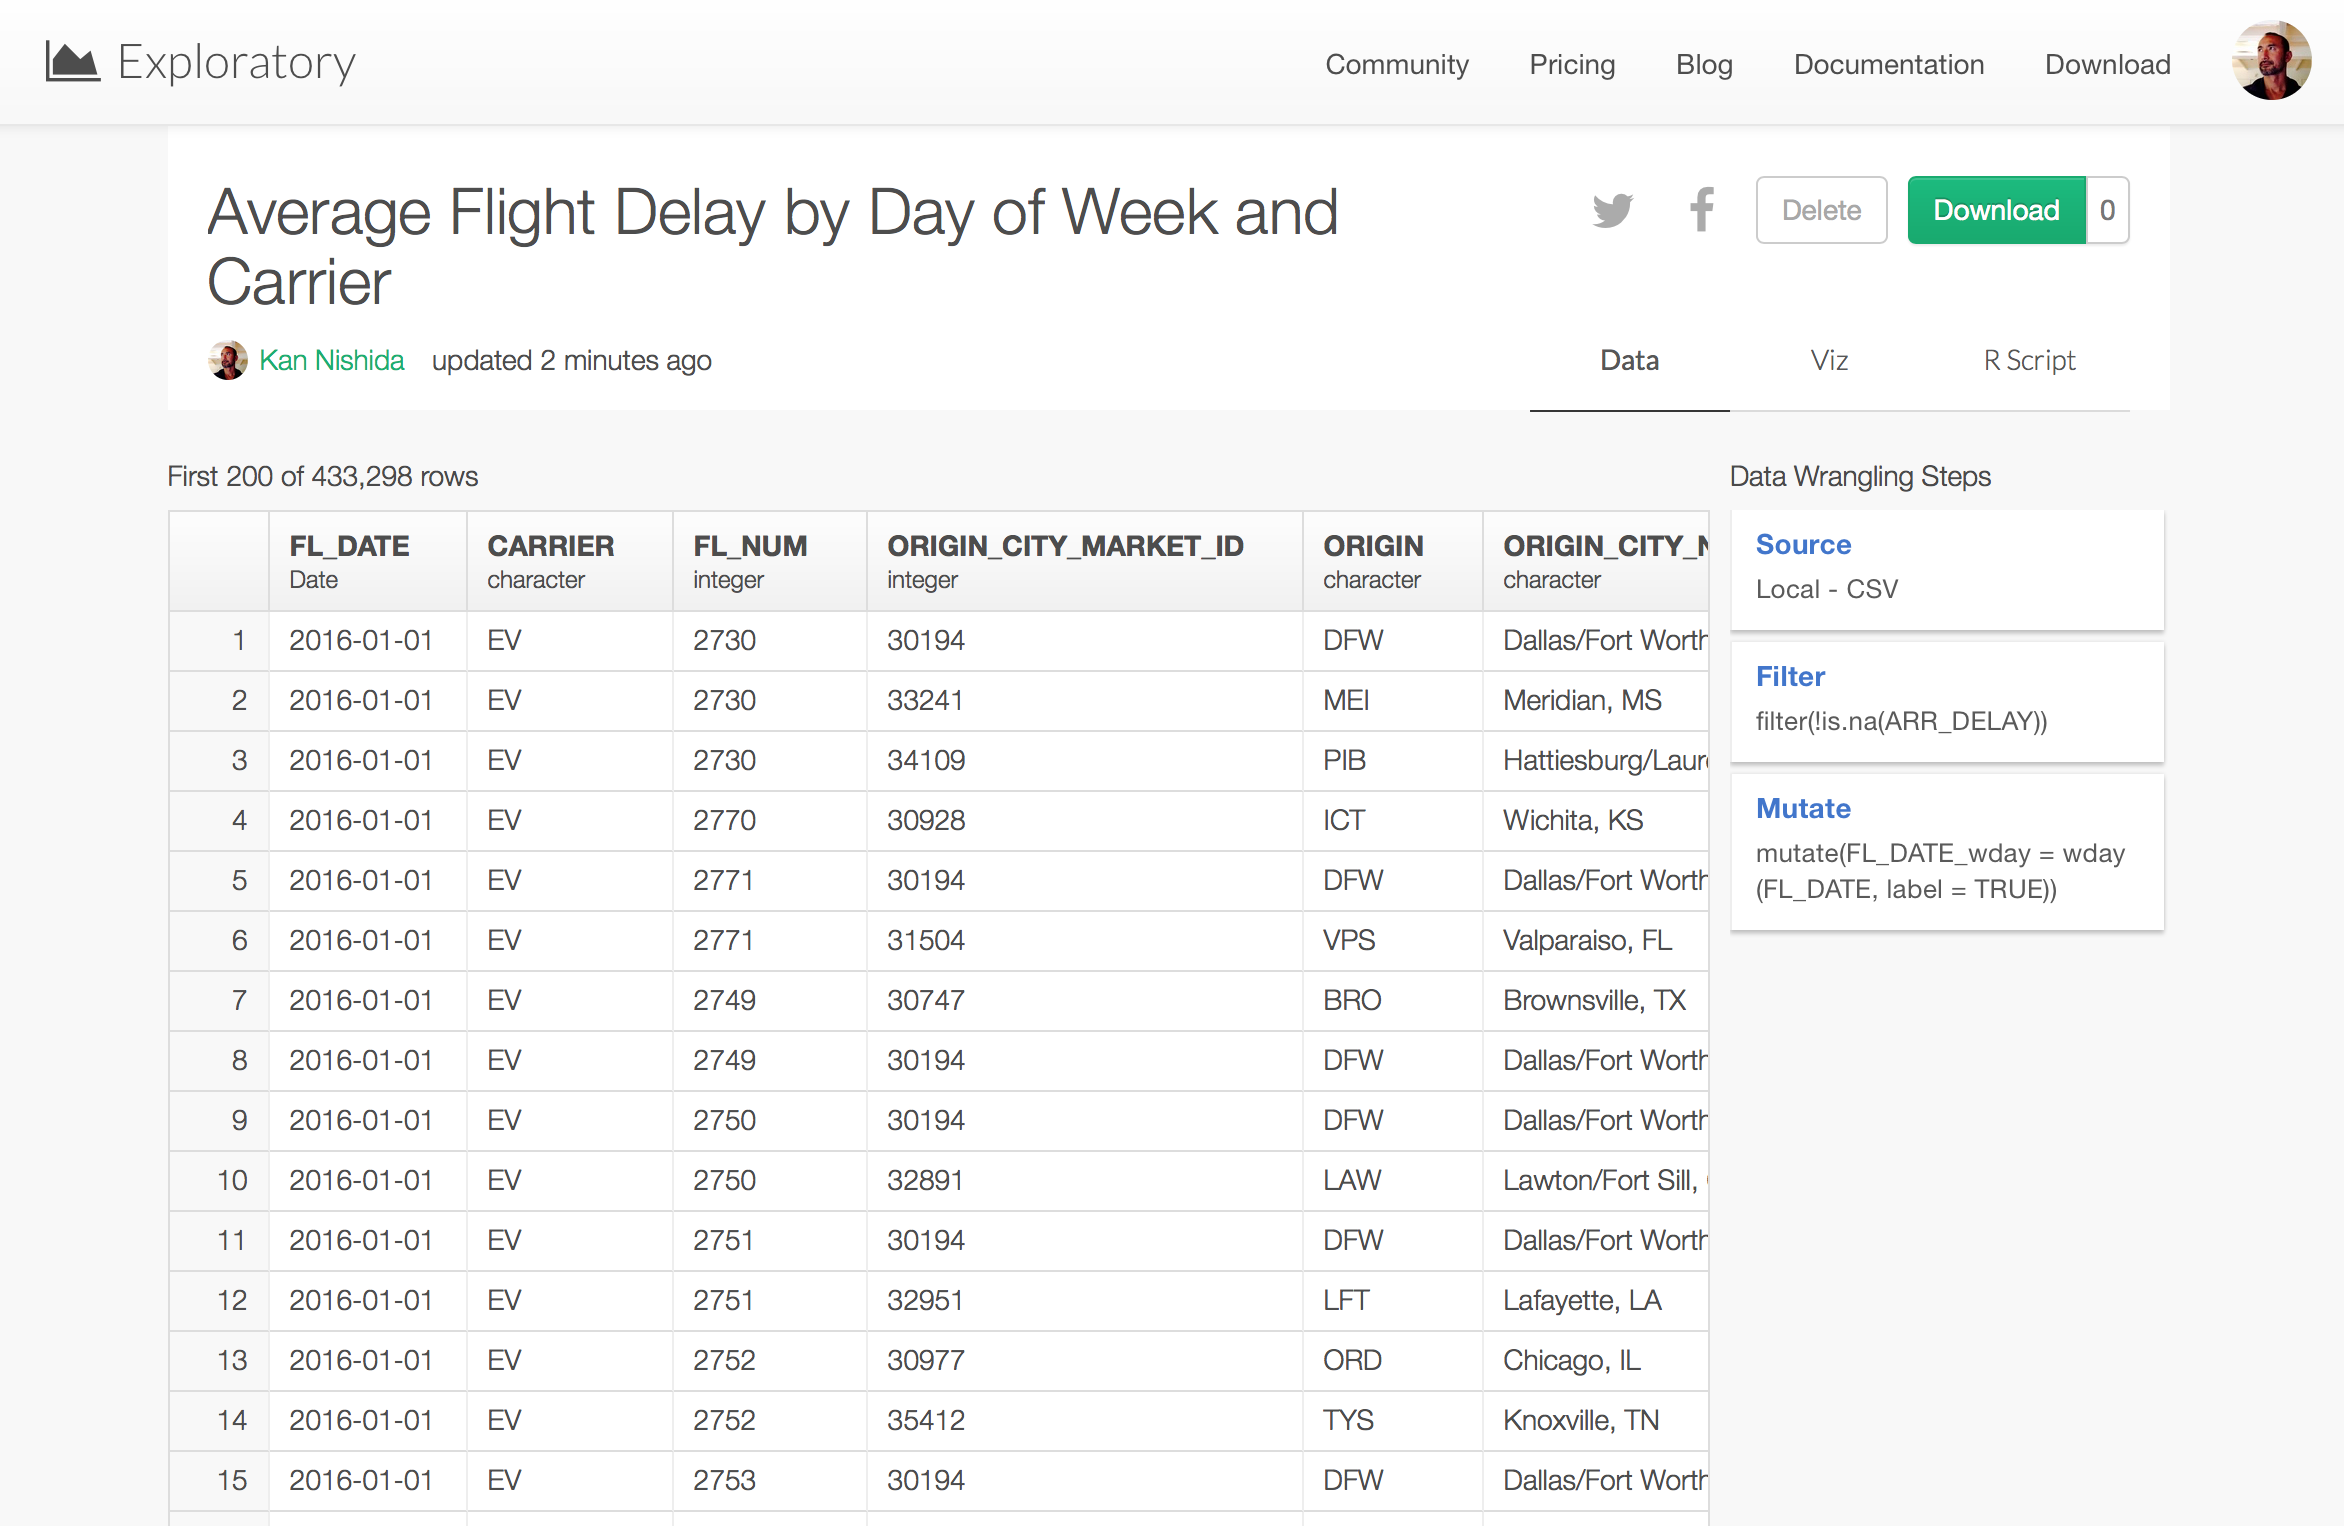 Exploratory
Community Pricing Blog Documentation Download
Average Flight Delay by Day of Week and
Carrier
Delete Download 0
Kan Nishida updated 2 minutes ago
Data Viz R Script
First 200 of 433,298 rows
FL_DATE CARRIER FL_NUM ORIGIN_CITY_MARKET_ID ORIGIN ORIGIN_CITY_N
Date character integer integer character character
1 2016-01-01 EV 2730 30194 DFW Dallas/Fort Worth
2 2016-01-01 EV 2730 33241 MEI Meridian, MS
3 2016-01-01 EV 2730 34109 PIB Hattiesburg/Laur
4 2016-01-01 EV 2770 30928 ICT Wichita, KS
5 2016-01-01 EV 2771 30194 DFW Dallas/Fort Worth
6 2016-01-01 EV 2771 31504 VPS Valparaiso, FL
7 2016-01-01 EV 2749 30747 BRO Brownsville, TX
8 2016-01-01 EV 2749 30194 DFW Dallas/Fort Worth
9 2016-01-01 EV 2750 30194 DFW Dallas/Fort Worth
10 2016-01-01 EV 2750 32891 LAW Lawton/Fort Sill,
11 2016-01-01 EV 2751 30194 DFW Dallas/Fort Worth
12 2016-01-01 EV 2751 32951 LFT Lafayette, LA
13 2016-01-01 EV 2752 30977 ORD Chicago, IL
14 2016-01-01 EV 2752 35412 TYS Knoxville, TN
15 2016-01-01 EV 2753 30194 DFW Dallas/Fort Worth
Data Wrangling Steps
Source
Local - CSV
Filter
filter(!is.na(ARR_DELAY))
Mutate
mutate(FL_DATE_wday = wday
(FL_DATE, label = TRUE))